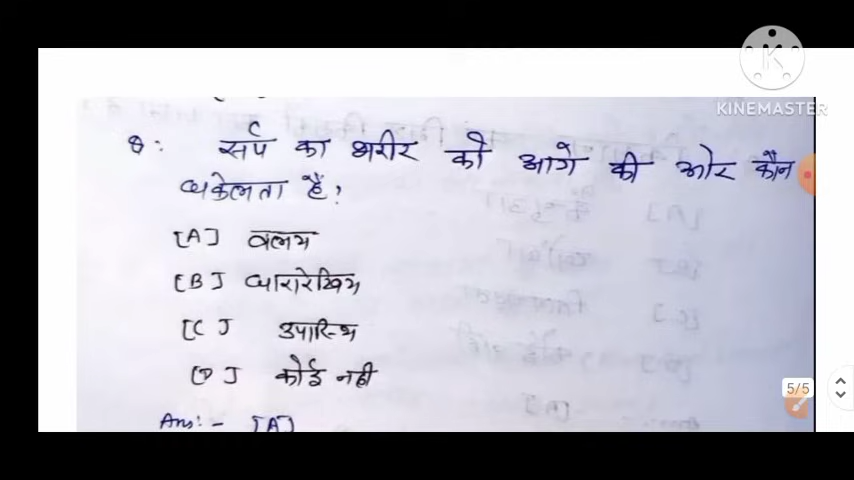 KINEMASTER
Q: सर्प का शरीर को आगे की ओर कौन
धकेलता है?
[A] वलय
[B] धारारेखिय
[C] उपास्थि
[D] कोई नही
5/5
Ans: - [A]